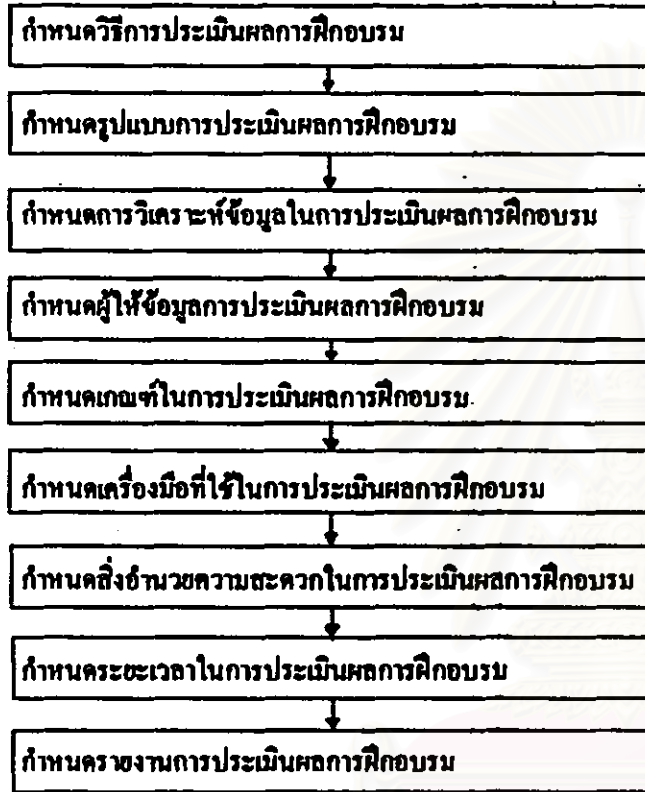 กำหนดวิธีการประเมินผลการฝึกอบรม
กำหนดรูปแบบการประเมินผลการฝึกอบรม
กำหนดการวิเคราะห์ข้อมูลในการประเมินผลการฝึกอบรม
กำหนดผู้ให้ข้อมูลการประเมินผลการฝึกอบรม
กำหนดเกณฑ์ในการประเมินผลการฝึกอบรม
กำหนดเครื่องมือที่ใช้ในการประเมินผลการฝึกอบรม
กำหนดสิ่งอำนวยความสะดวกในการประเมินผลการฝึกอบรม
กำหนดระยะเวลาในการประเมินผลการฝึกอบรม
กำหนดรายงานการประเมินผลการฝึกอบรม